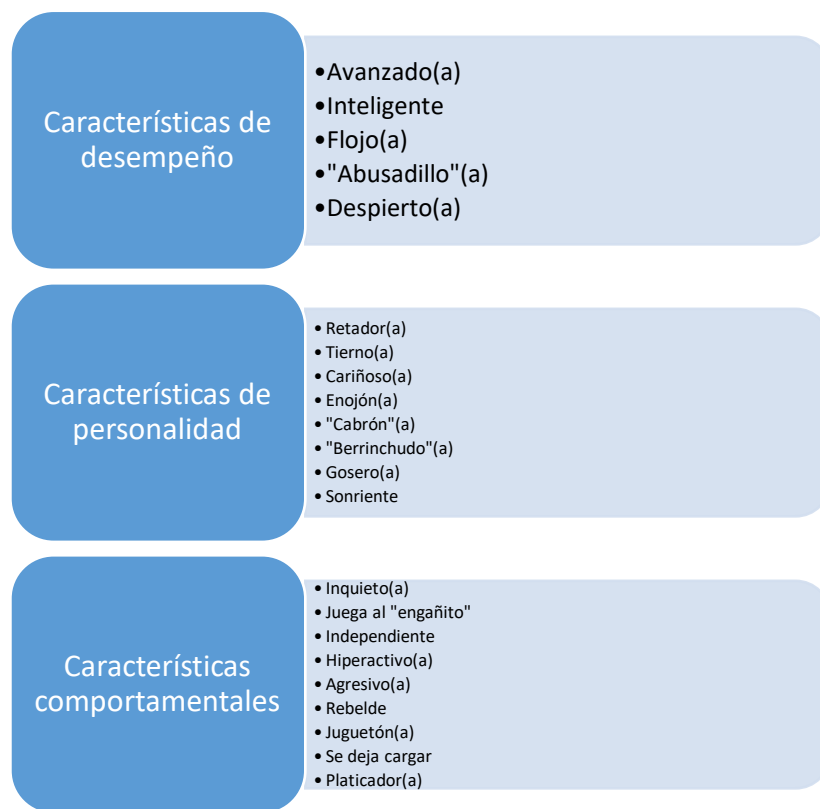 Características de
desempeño
•Avanzado(a)
•Inteligente
•Flojo(a)
•"Abusadillo"(a)
•Despierto(a)
Características de
personalidad
• Retador(a)
• Tierno(a)
• Cariñoso(a)
• Enojón(a)
• "Cabrón"(a)
• "Berrinchudo"(a)
• Gosero(a)
• Sonriente
Características
comportamentales
• Inquieto(a)
• Juega al "engañito"
• Independiente
• Hiperactivo(a)
• Agresivo(a)
• Rebelde
• Juguetón(a)
• Se deja cargar
• Platicador(a)